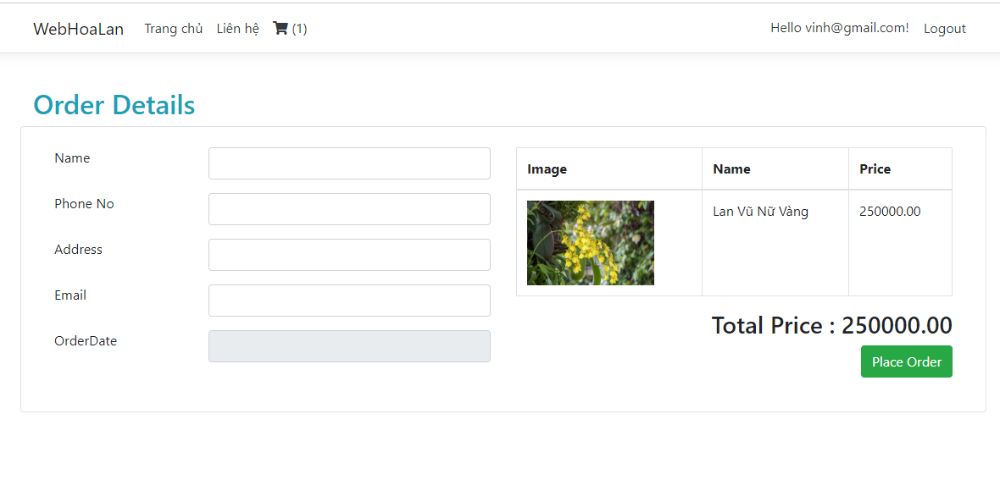 WebHoaLan Trang chủ Liên hệ (1) Hello vinh@gmail.com! Logout
Order Details
Name
Phone No
Address
Email
OrderDate
Image Name Price
Lan Vũ Nữ Vàng 250000.00
Total Price : 250000.00
Place Order